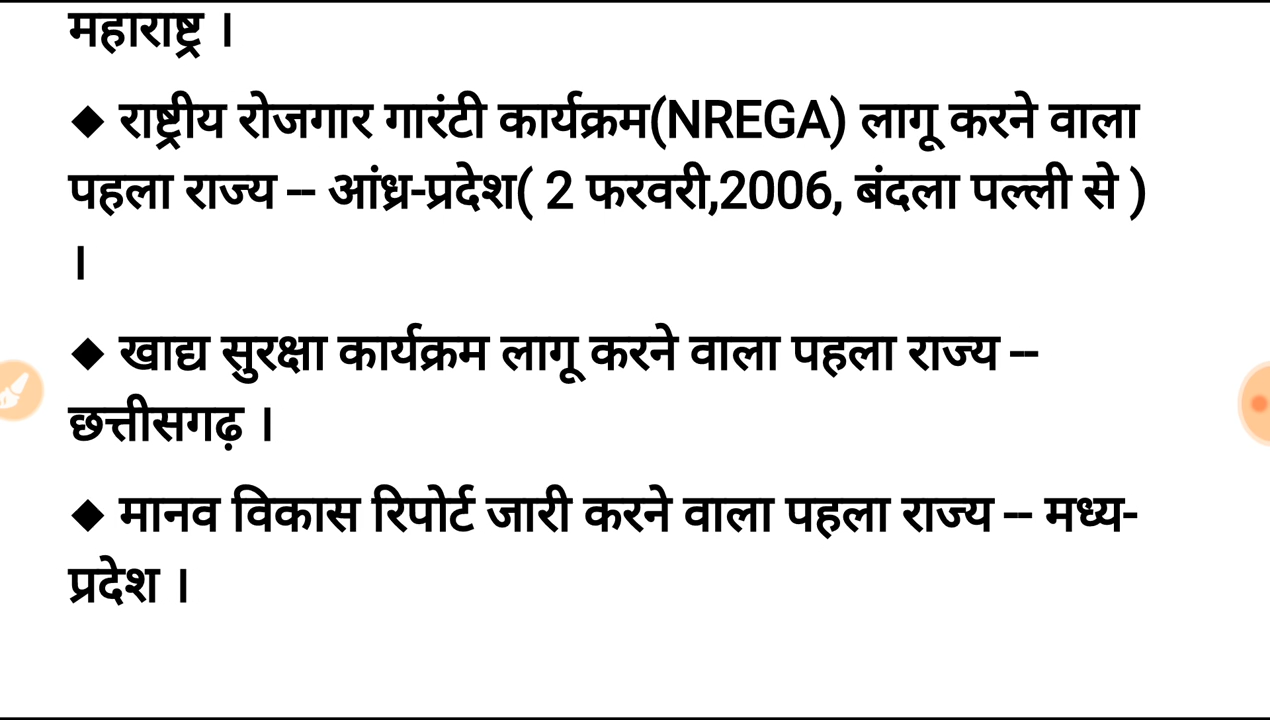 महाराष्ट्र ।
◆ राष्ट्रीय रोजगार गारंटी कार्यक्रम(NREGA) लागू करने वाला
पहला राज्य -- आंध्र-प्रदेश( 2 फरवरी,2006, बंदला पल्ली से )
।
◆ खाद्य सुरक्षा कार्यक्रम लागू करने वाला पहला राज्य --
छत्तीसगढ़ ।
◆ मानव विकास रिपोर्ट जारी करने वाला पहला राज्य -- मध्य-
प्रदेश ।